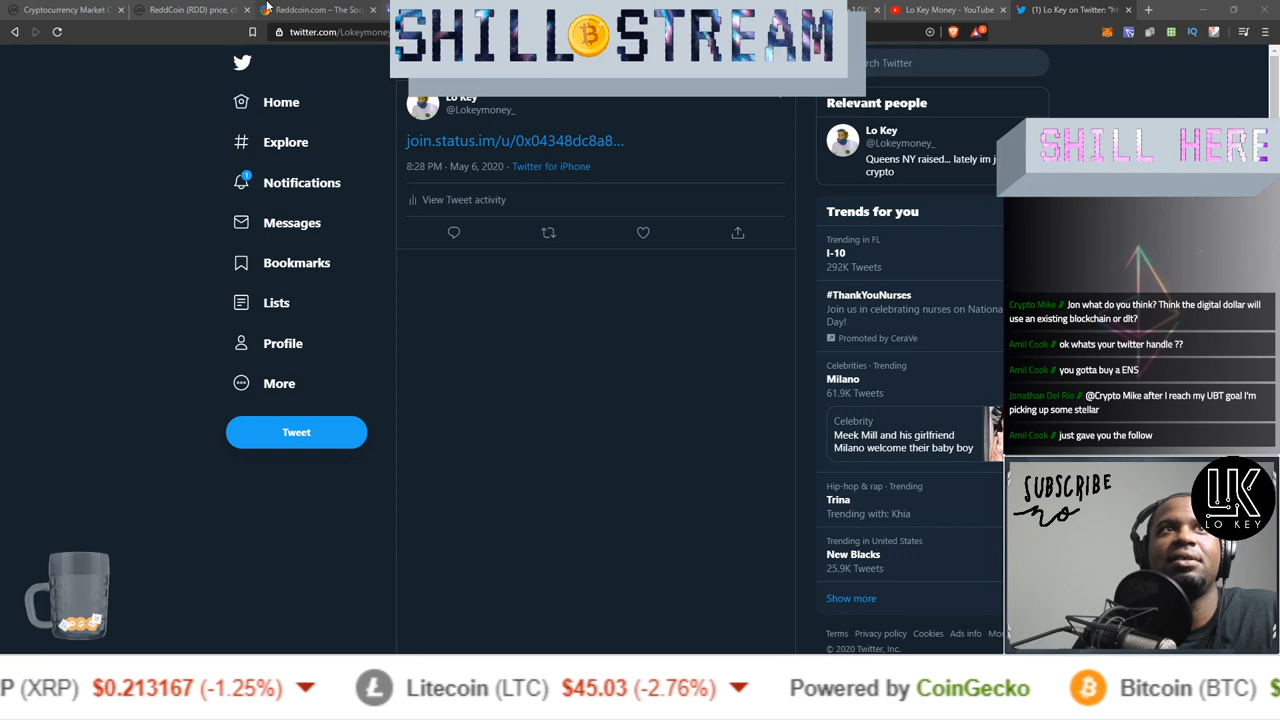 Cryptocurrency Market C
ReddCoin (RDD) price, ch
Reddcoin.com – The Soc
Lo Key Money - YouTube
(1) Lo Key on Twitter: "htt
twitter.com/Lokeymone
SHILL STREAM
rch Twitter
Home
Explore
1
Notifications
Messages
Bookmarks
Lists
Profile
More
Tweet
Lo Key
@Lokeymoney_
join.status.im/u/0x04348dc8a8...
8:28 PM · May 6, 2020 · Twitter for iPhone
View Tweet activity
Relevant people
Lo Key
@Lokeymoney_
Queens NY raised... lately im j
crypto
Trends for you
Trending in FL
I-10
292K Tweets
#ThankYouNurses
Join us in celebrating nurses on Nationa
Day!
Promoted by CeraVe
Celebrities · Trending
Milano
61.9K Tweets
Celebrity
Meek Mill and his girlfriend
Milano welcome their baby boy
Hip-hop & rap · Trending
Trina
Trending with: Khia
Trending in United States
New Blacks
25.9K Tweets
Show more
Terms Privacy policy Cookies Ads info Mo
© 2020 Twitter, Inc.
SHILL HERE
Crypto Mike // Jon what do you think? Think the digital dollar will
use an existing blockchain or dlt?
Amil Cook // ok whats your twitter handle ??
Amil Cook // you gotta buy a ENS
Jonathan Del Rio // @Crypto Mike after I reach my UBT goal I'm
picking up some stellar
Amil Cook // just gave you the follow
SUBSCRIBE
no
LK
LO KEY
P (XRP) $0.213167 (-1.25%) Litecoin (LTC) $45.03 (-2.76%) Powered by CoinGecko Bitcoin (BTC) $